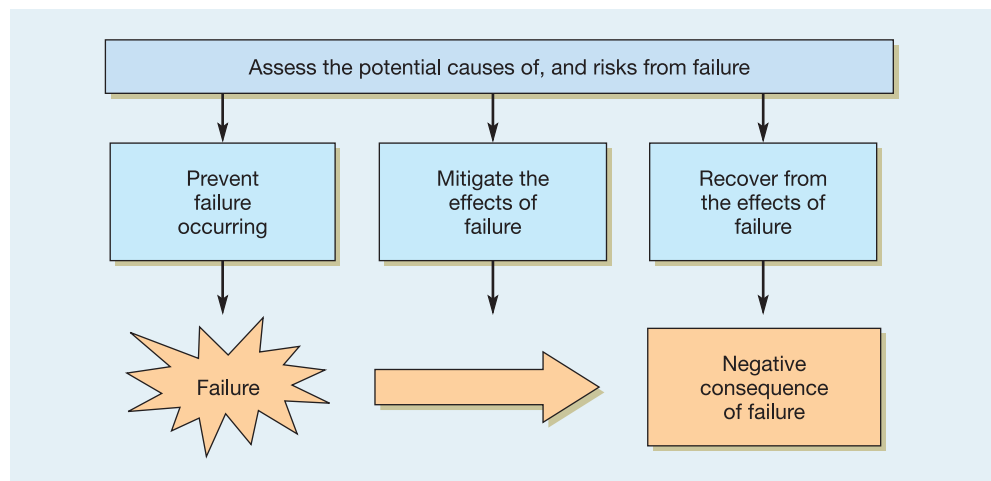 Assess the potential causes of, and risks from failure
Prevent
failure
occurring
Mitigate the
effects of
failure
Recover from
the effects of
failure
Failure
Negative
consequence
of failure